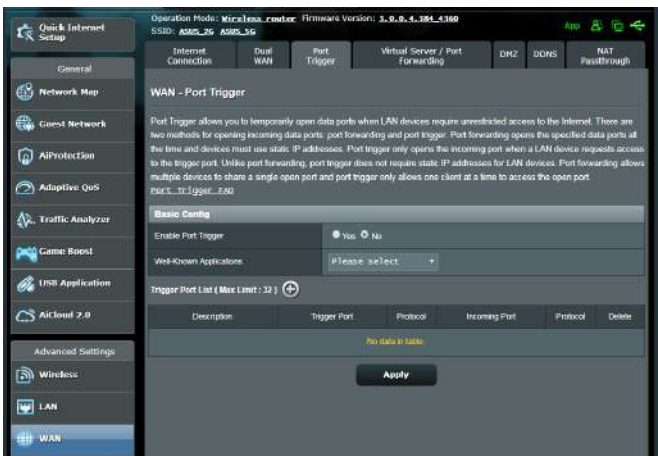 Quick Internet
Setup
Operation Mode: Wireless router Firmware Version: 3.0.0.4.384_4360
SSID: ASUS_2G ASUS_5G
App
Internet
Connection
Dual
WAN
Port
Trigger
Virtual Server / Port
Forwarding
DMZ
DDNS
NAT
Passthrough
General
Network Map
Guest Network
AiProtection
Adaptive QoS
Traffic Analyzer
Game Boost
USB Application
AiCloud 2.0
Advanced Settings
Wireless
LAN
WAN
WAN - Port Trigger
Port Trigger allows you to temporarily open data ports when LAN devices require unrestricted access to the Internet. There are
two methods for opening incoming data ports: port forwarding and port trigger. Port forwarding opens the specified data ports all
the time and devices must use static IP addresses. Port trigger only opens the incoming port when a LAN device requests access
to the trigger port. Unlike port forwarding, port trigger does not require static IP addresses for LAN devices. Port forwarding allows
multiple devices to share a single open port and port trigger only allows one client at a time to access the open port.
Port Trigger FAQ
Basic Config
Enable Port Trigger
Yes No
Well-Known Applications
Please select
Trigger Port List ( Max Limit : 32 )
Description Trigger Port Protocol Incoming Port Protocol Delete
No data in table.
Apply